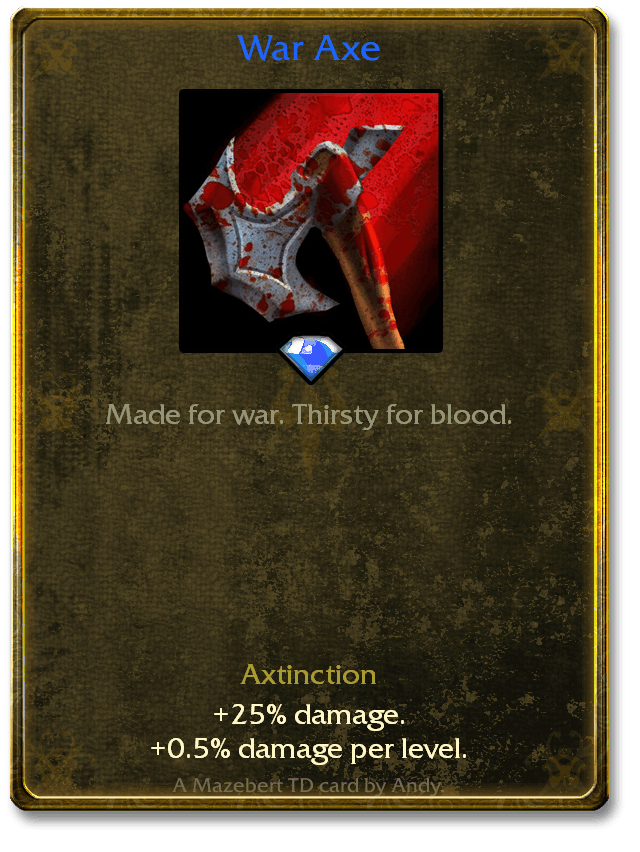 War Axe
Made for war. Thirsty for blood.
Axtinction
+25% damage.
+0.5% damage per level.
A Mazebert TD card by Andy.